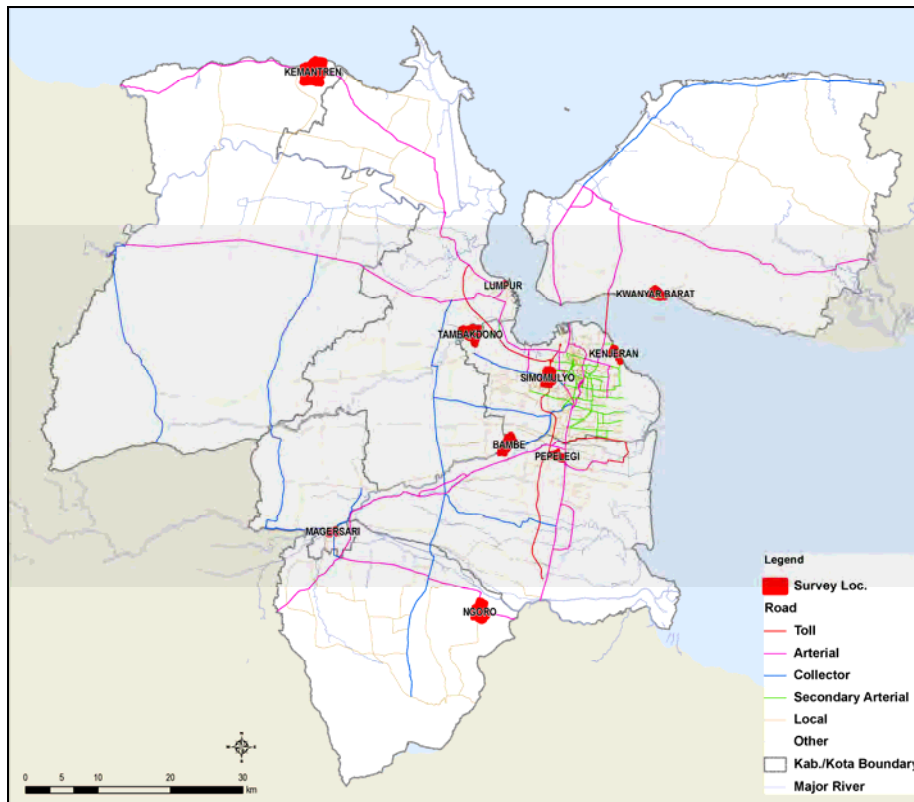 KEMANTREN
LUMPUR
KWANYAR BARAT
TAMBAKDONO
KENJERAN
SIMOMULYO
BAMBE
PEPELEGI
MAGERSARI
NGORO
Legend
Survey Loc.
Road
Toll
Arterial
Collector
Secondary Arterial
Local
Other
Kab./Kota Boundary
Major River
N
0 5 10 20 30
km